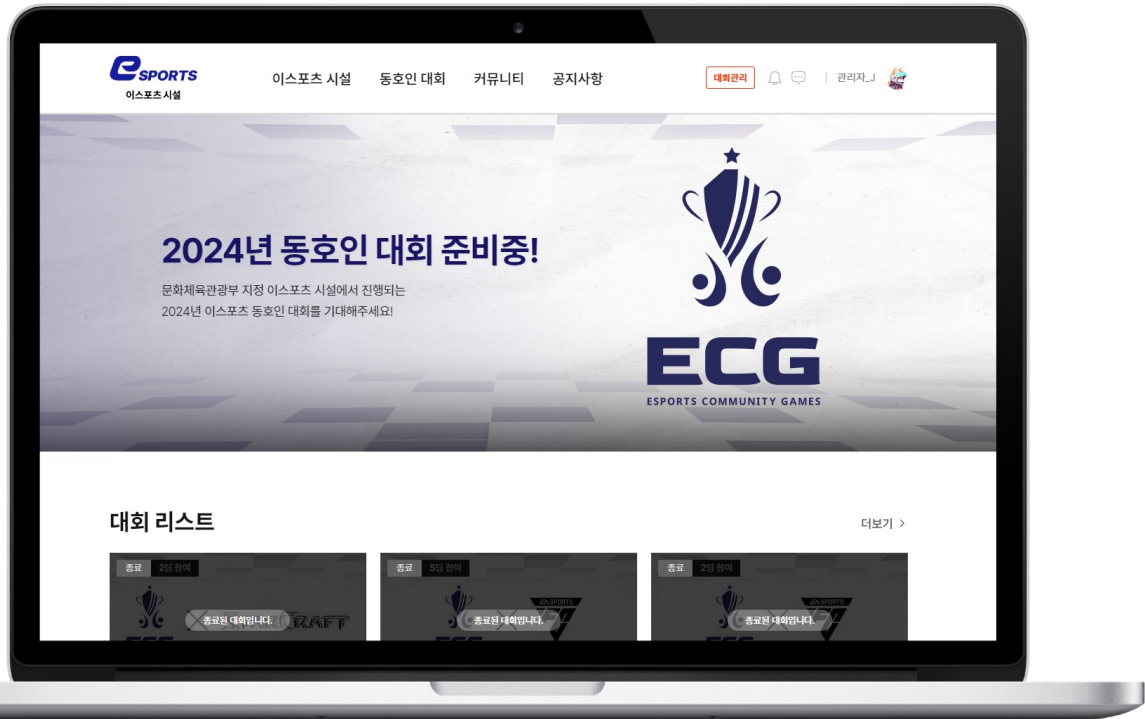 eSPORTS
이스포츠 시설
이스포츠 시설 동호인 대회 커뮤니티 공지사항
대회관리 | 관리자_J
2024년 동호인 대회 준비중!
문화체육관광부 지정 이스포츠 시설에서 진행되는
2024년 이스포츠 동호인 대회를 기대해주세요!
ECG
ESPORTS COMMUNITY GAMES
대회 리스트
더보기 >
종료 2팀 참여
종료된 대회입니다.
종료 5팀 참여
EA SPORTS
종료된 대회입니다.
종료 2팀 참여
EA SPORTS
종료된 대회입니다.